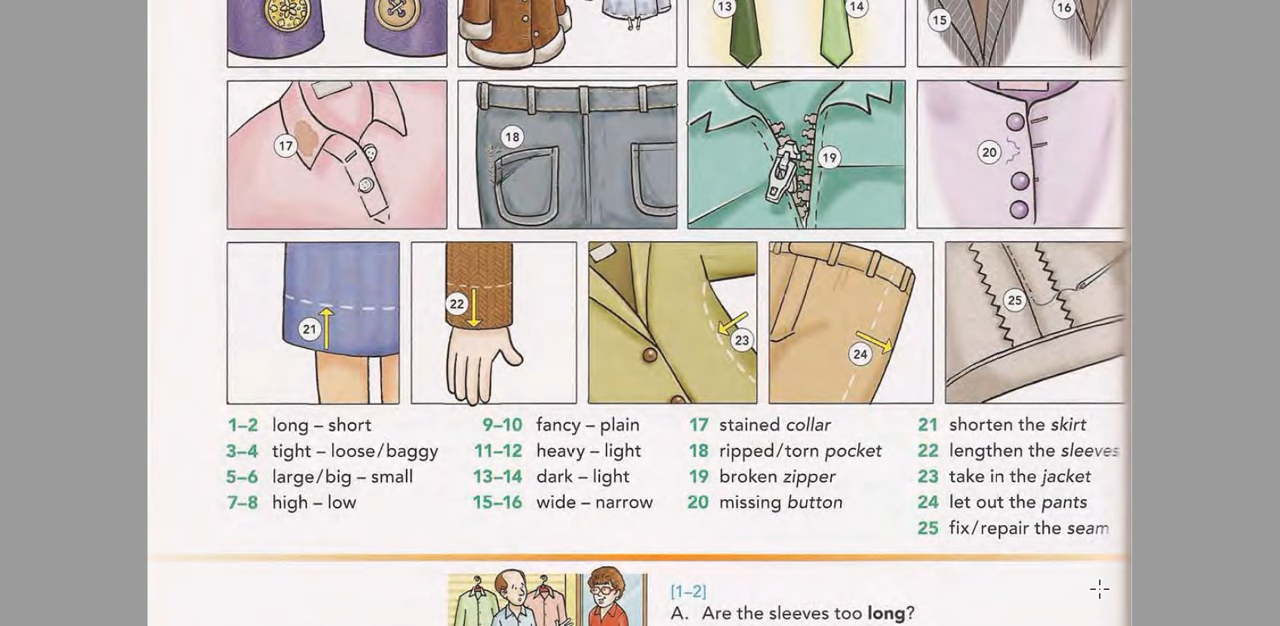 13
14
15
16
17
18
19
20
21
22
23
24
25
1–2 long – short
3–4 tight – loose/baggy
5–6 large/big – small
7–8 high – low
9–10 fancy – plain
11–12 heavy – light
13–14 dark – light
15–16 wide – narrow
17 stained collar
18 ripped/torn pocket
19 broken zipper
20 missing button
21 shorten the skirt
22 lengthen the sleeves
23 take in the jacket
24 let out the pants
25 fix/repair the seam
[1–2]
A. Are the sleeves too long?